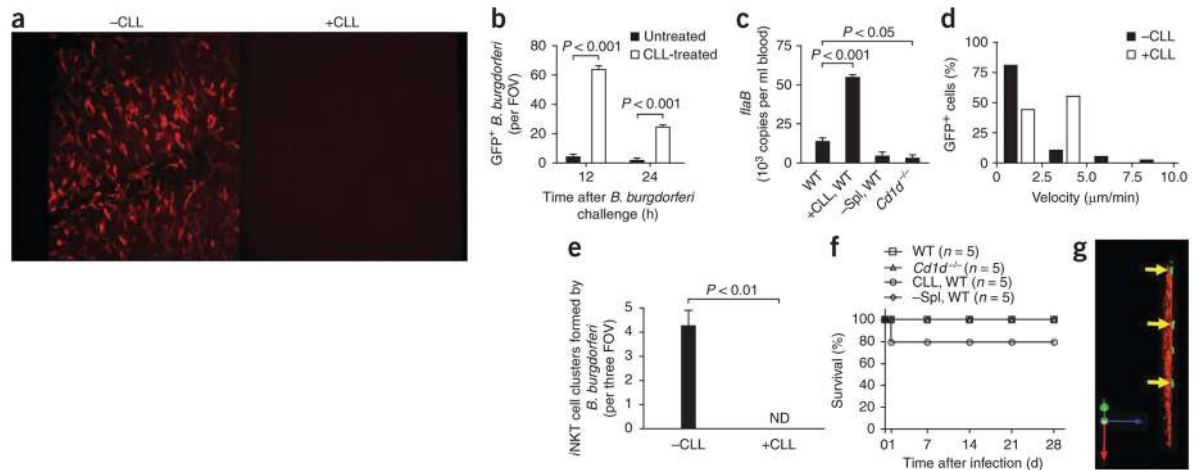 a
–CLL
+CLL
b
Untreated
CLL-treated
GFP⁺ B. burgdorferi
(per FOV)
80
60
40
20
0
P < 0.001
P < 0.001
12
24
Time after B. burgdorferi
challenge (h)
c
flaB
(10³ copies per ml blood)
75
50
25
0
P < 0.05
P < 0.001
WT
+CLL, WT
–Spl, WT
Cd1d⁻/⁻
d
–CLL
+CLL
GFP⁺ cells (%)
100
80
60
40
20
0
0
2.5
5.0
7.5
10.0
Velocity (μm/min)
e
iNKT cell clusters formed by
B. burgdorferi
(per three FOV)
5
4
3
2
1
0
P < 0.01
ND
–CLL
+CLL
f
WT (n = 5)
Cd1d⁻/⁻ (n = 5)
CLL, WT (n = 5)
–Spl, WT (n = 5)
Survival (%)
100
80
60
40
20
0
01
7
14
21
28
Time after infection (d)
g